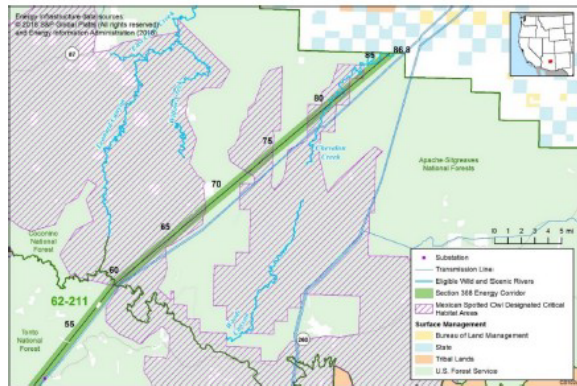 Energy infrastructure data sources:
© 2018 S&P Global Platts (All rights reserved)
and Energy Information Administration (2018)
87
85
86.8
80
75
Chevelon
Creek
Apache-Sitgreaves
National Forests
70
65
Coconino
National
Forest
60
62-211
55
Tonto
National
Forest
260
0 1 2 3 4 5 mi
Substation
Transmission Line
Eligible Wild and Scenic Rivers
Section 368 Energy Corridor
Mexican Spotted Owl Designated Critical
Habitat Areas
Surface Management
Bureau of Land Management
State
Tribal Lands
U.S. Forest Service